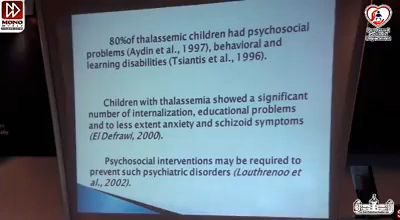 80%of thalassemic children had psychosocial
problems (Aydin et al., 1997), behavioral and
learning disabilities (Tsiantis et al., 1996).
Children with thalassemia showed a significant
number of internalization, educational problems
and to less extent anxiety and schizoid symptoms
(El Defrawi, 2000).
Psychosocial interventions may be required to
prevent such psychiatric disorders (Louthrenoo et
al., 2002).
MONO